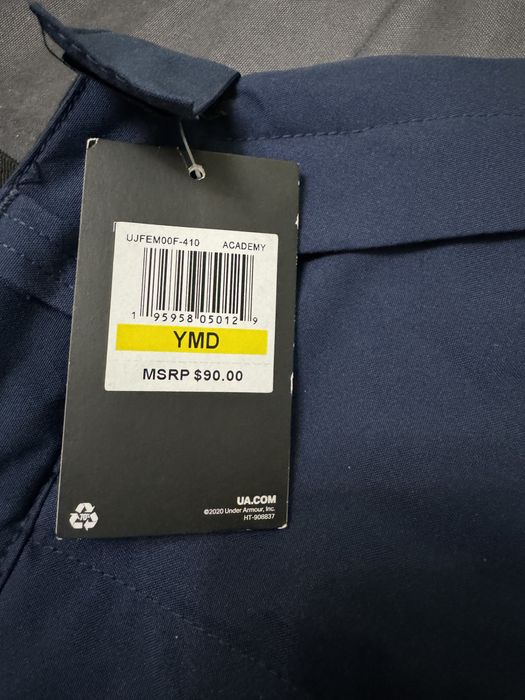 UJFEM00F-410 ACADEMY
1 95958 05012 9
YMD
MSRP $90.00
UA.COM
©2020 Under Armour, Inc.
HT-908837